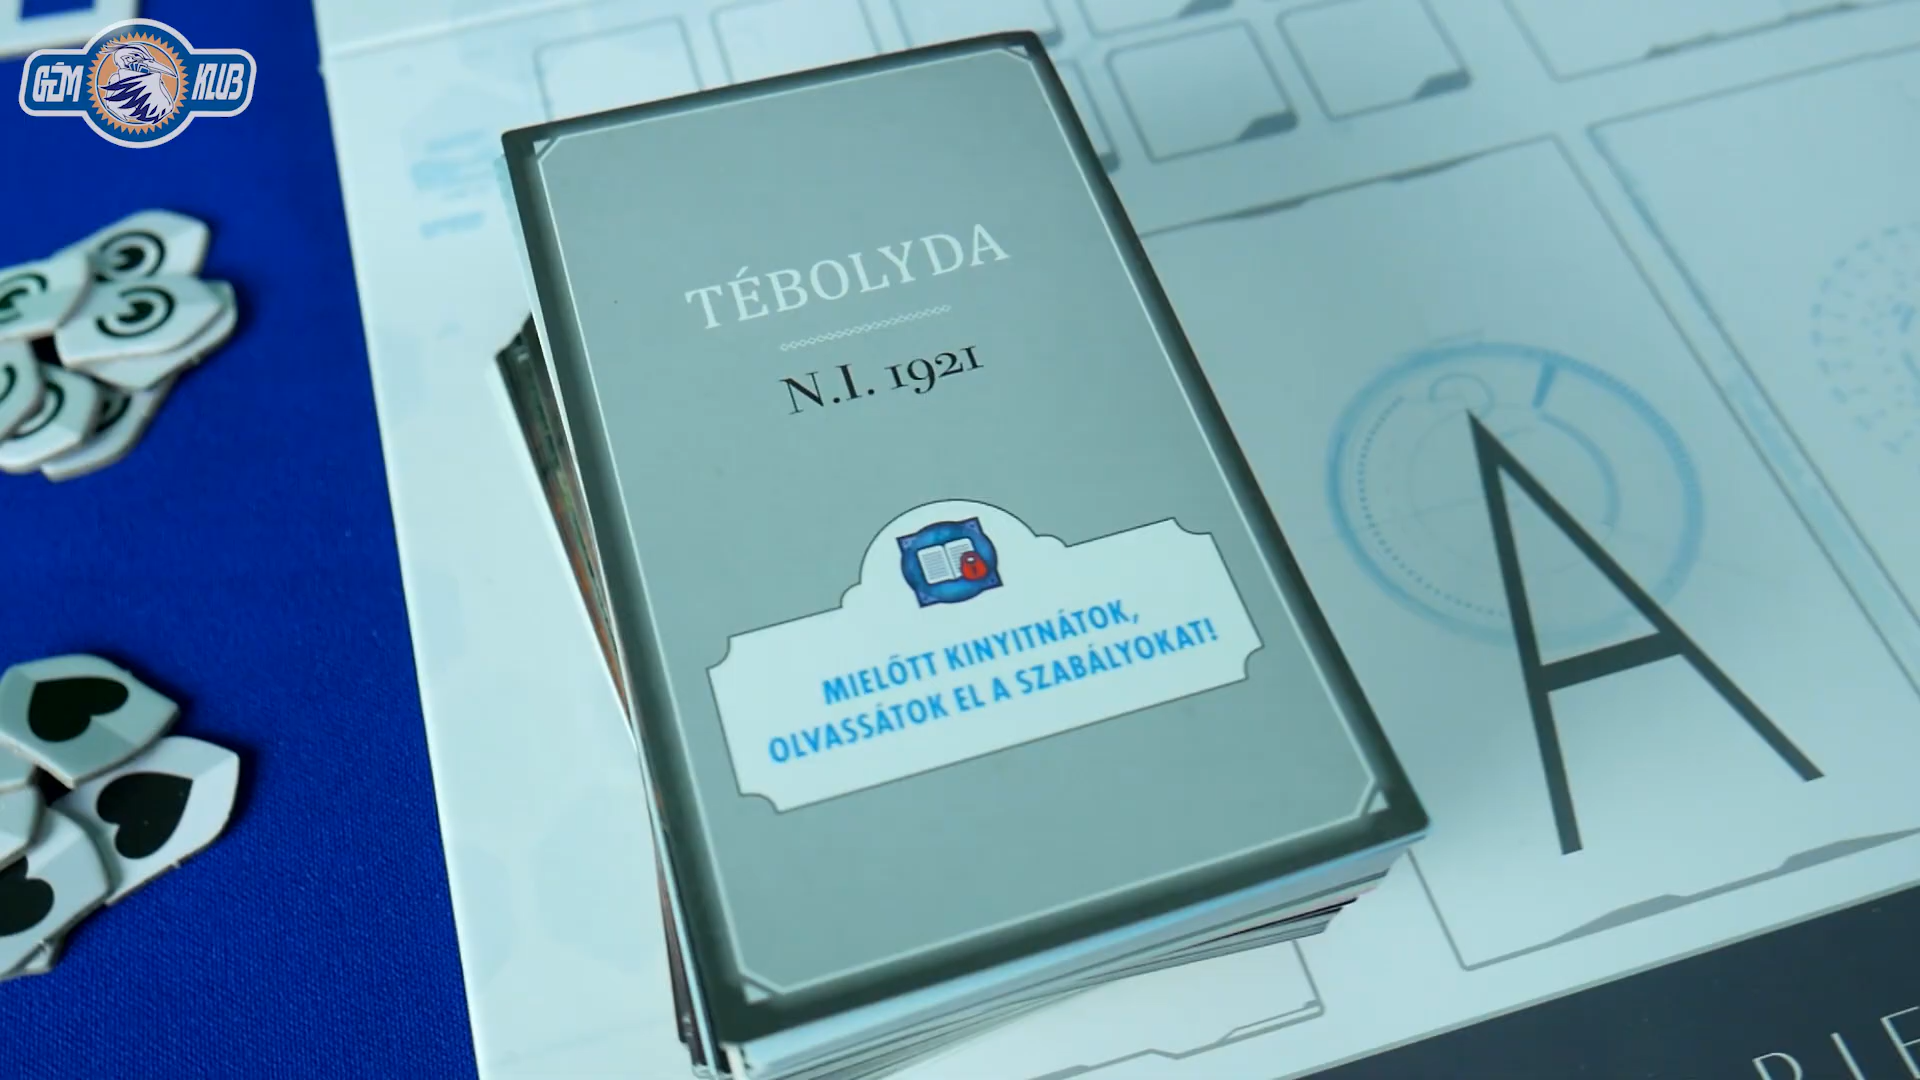 GÉM KLUB
TÉBOLYDA
N.I. 1921
MIELŐTT KINYITNÁTOK,
OLVASSÁTOK EL A SZABÁLYOKAT!
A